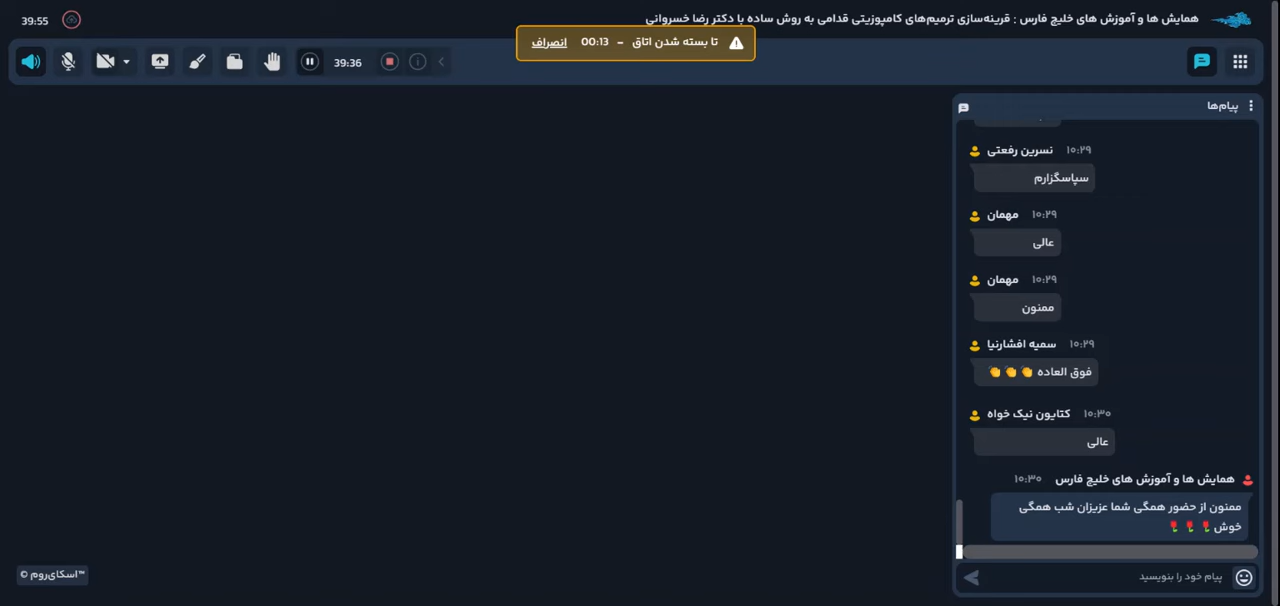 همایش ها و آموزش های خلیج فارس : قرینه‌سازی ترمیم‌های کامپوزیتی قدامی به روش ساده با دکتر رضا خسروانی
39:55
تا بسته شدن اتاق - 00:13 انصراف
39:36
پیام‌ها
نسرین رفعتی ۱۰:۲۹
سپاسگزارم
مهمان ۱۰:۲۹
عالی
مهمان ۱۰:۲۹
ممنون
سمیه افشارنیا ۱۰:۲۹
فوق العاده 👏👏👏
کتایون نیک خواه ۱۰:۳۰
عالی
همایش ها و آموزش های خلیج فارس ۱۰:۳۰
ممنون از حضور همگی شما عزیزان شب همگی
خوش🌷🌷🌷
پیام خود را بنویسید
اسکای‌روم™ ©